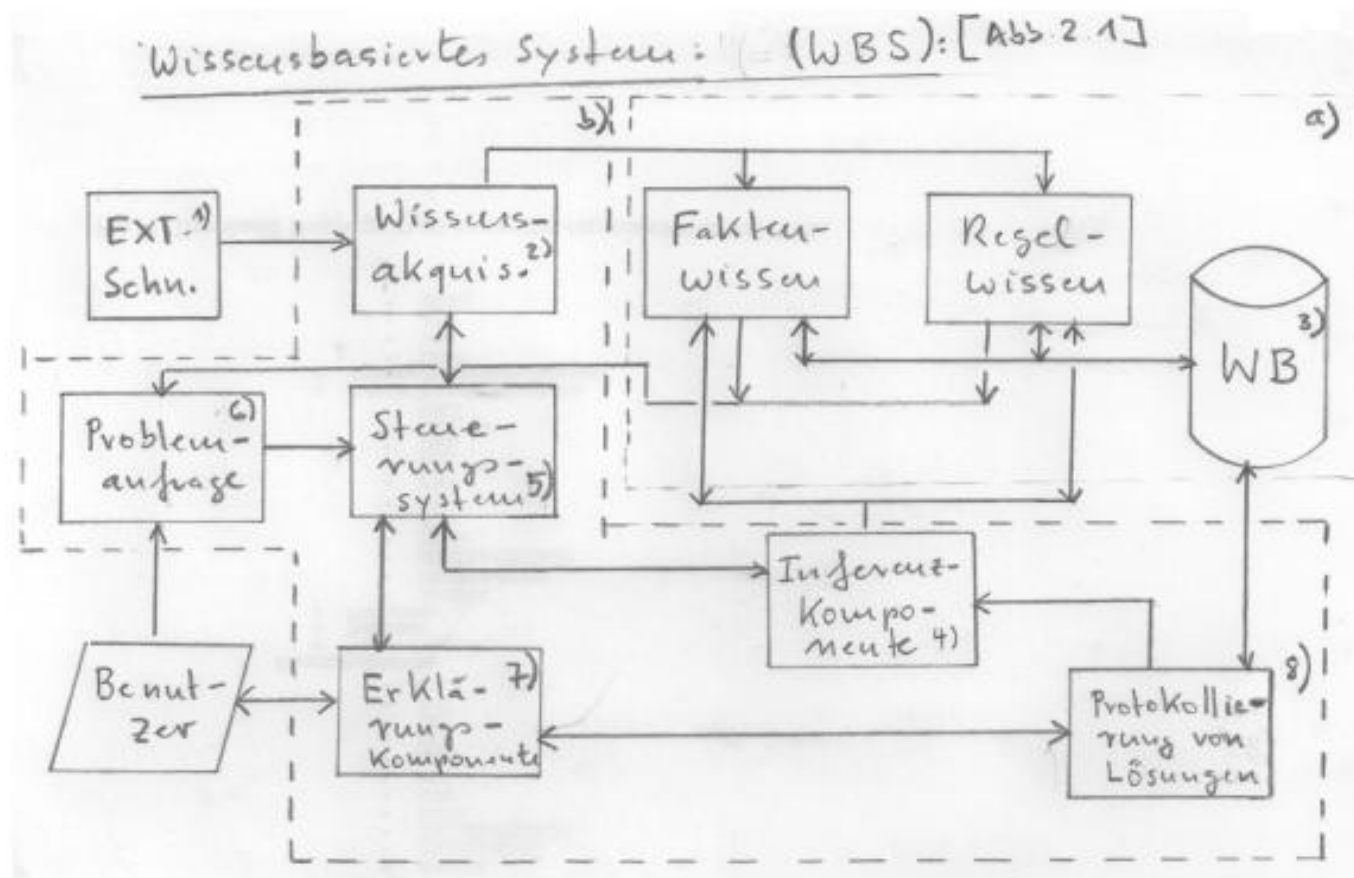 Wissensbasiertes System: (WBS): [Abb. 2.1]
b)
a)
EXT. 1)
Schn.
Wissens-
akquis. 2)
Fakten-
wissen
Regel-
wissen
3)
WB
6)
Problem-
anfrage
Steue-
rungs-
system 5)
Inferenz-
Kompo-
nente 4)
Benut-
zer
Erklä- 7)
rungs-
Komponente
8)
Protokollie-
rung von
Lösungen